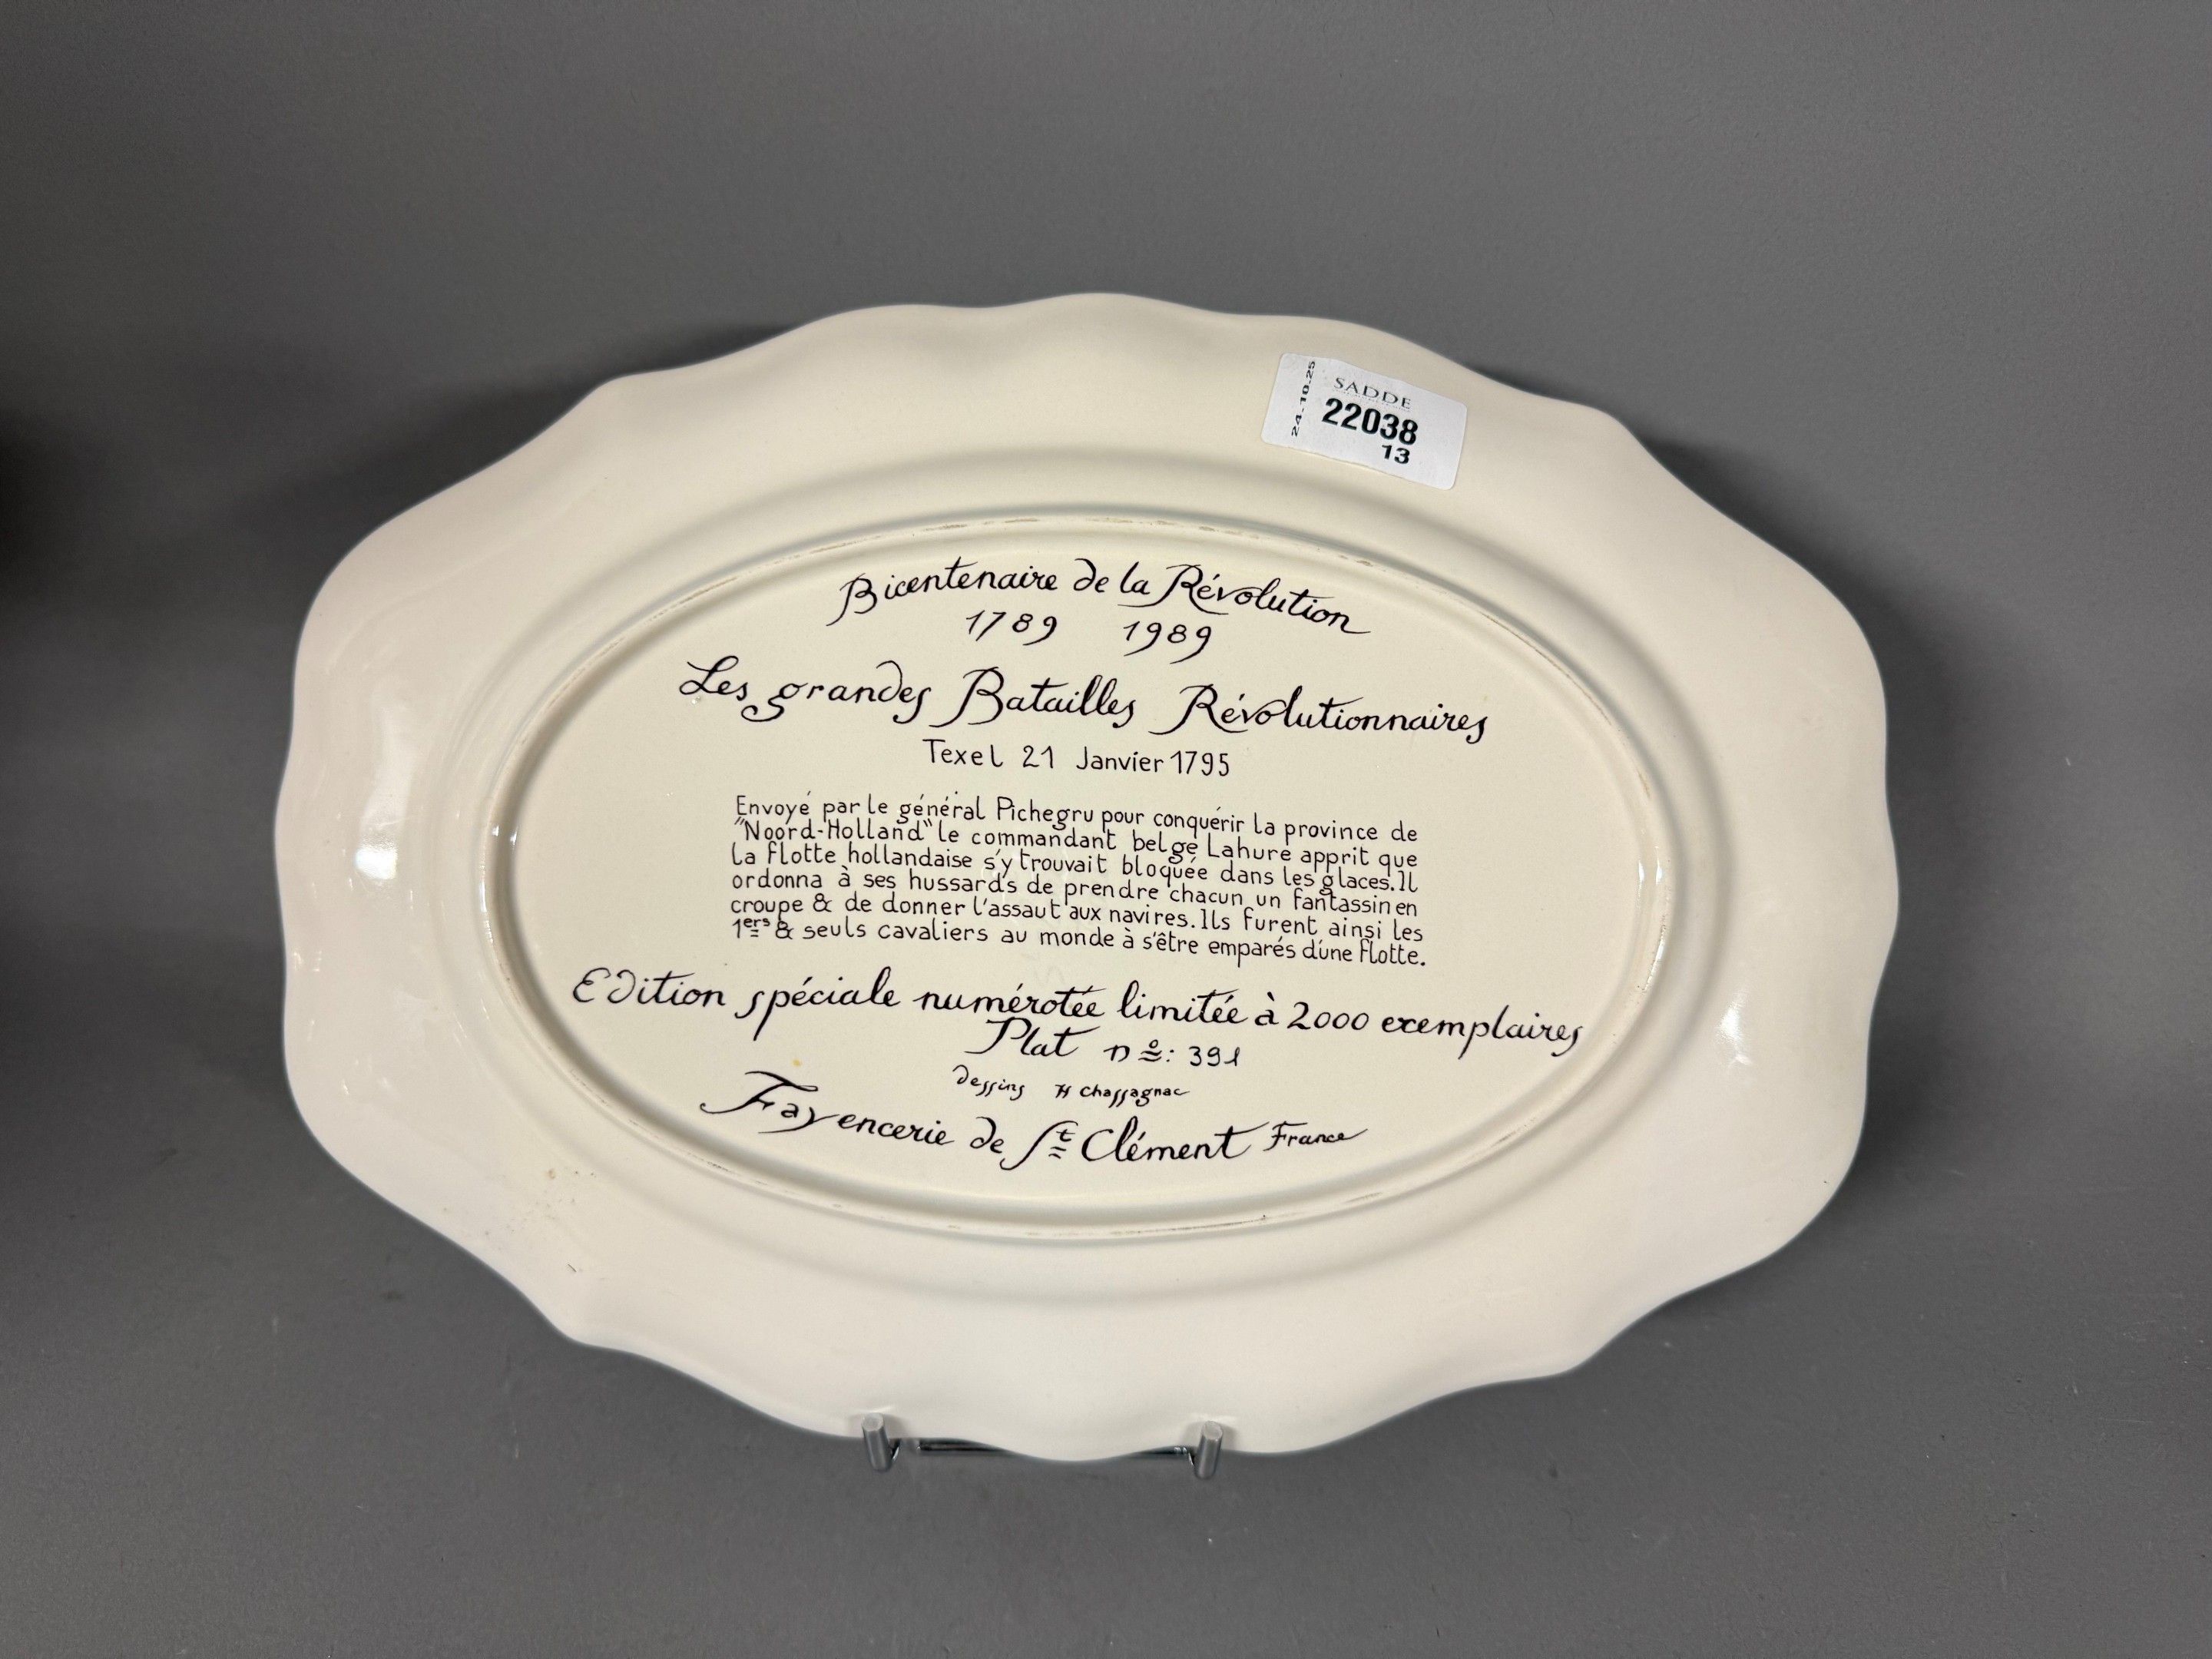 24.10.25
SADDE
22038
13
Bicentenaire de la Révolution
1789 1989
Les grandes Batailles Révolutionnaires
Texel 21 Janvier 1795
Envoyé par le général Pichegru pour conquérir la province de
"Noord-Holland" le commandant belge Lahure apprit que
la flotte hollandaise s'y trouvait bloquée dans les glaces. Il
ordonna à ses hussards de prendre chacun un fantassin en
croupe & de donner l'assaut aux navires. Ils furent ainsi les
1ers & seuls cavaliers au monde à s'être emparés d'une flotte.
Edition spéciale numérotée limitée à 2000 exemplaires
Plat nº: 391
dessins H Chassagnac
Fayencerie de St Clément France